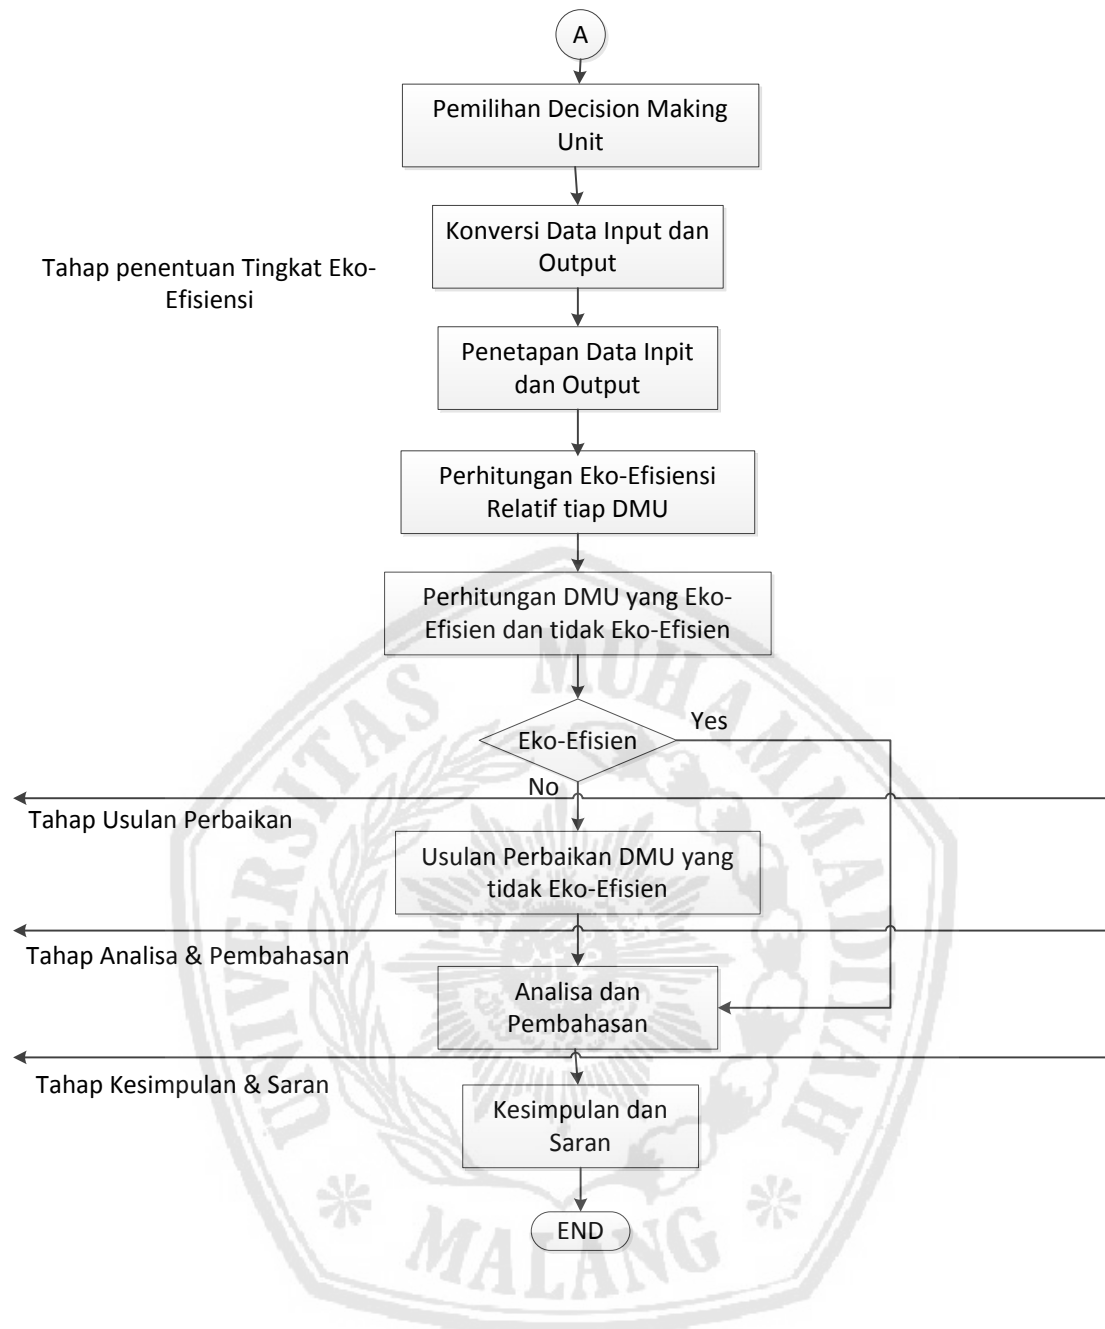 A
Pemilihan Decision Making
Unit
Konversi Data Input dan
Output
Tahap penentuan Tingkat Eko-
Efisiensi
Penetapan Data Inpit
dan Output
Perhitungan Eko-Efisiensi
Relatif tiap DMU
Perhitungan DMU yang Eko-
Efisien dan tidak Eko-Efisien
Eko-Efisien
Yes
No
Tahap Usulan Perbaikan
Usulan Perbaikan DMU yang
tidak Eko-Efisien
Tahap Analisa & Pembahasan
Analisa dan
Pembahasan
Tahap Kesimpulan & Saran
Kesimpulan dan
Saran
END
UNIVERSITAS MUHAMMADIYAH
MALANG